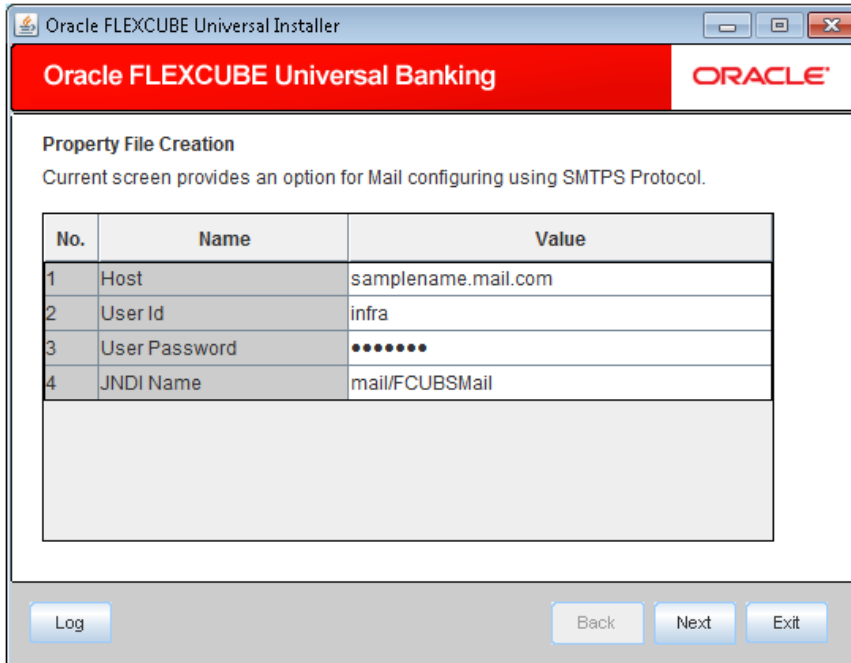 Oracle FLEXCUBE Universal Installer
Oracle FLEXCUBE Universal Banking
ORACLE
Property File Creation
Current screen provides an option for Mail configuring using SMTPS Protocol.
No. Name Value
1 Host samplename.mail.com
2 User Id infra
3 User Password •••••••
4 JNDI Name mail/FCUBSMail
Log Back Next Exit